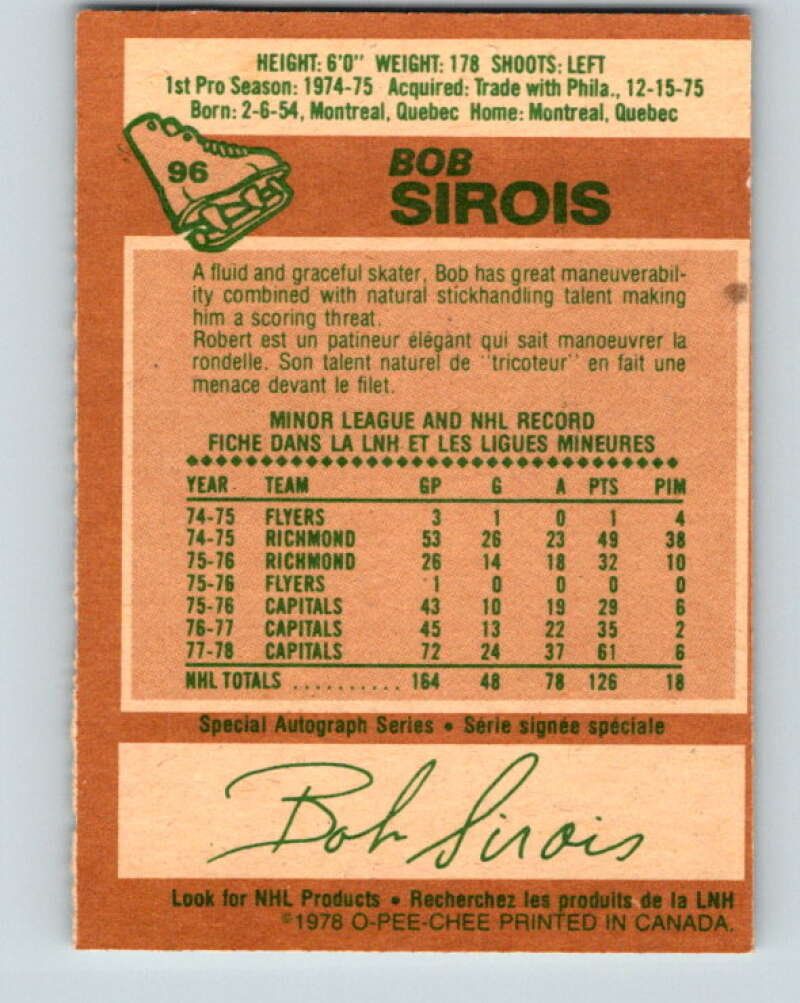 HEIGHT: 6'0" WEIGHT: 178 SHOOTS: LEFT
1st Pro Season: 1974-75 Acquired: Trade with Phila., 12-15-75
Born: 2-6-54, Montreal, Quebec Home: Montreal, Quebec
96
BOB
SIROIS
A fluid and graceful skater, Bob has great maneuverabil-
ity combined with natural stickhandling talent making
him a scoring threat.
Robert est un patineur élégant qui sait manoeuvrer la
rondelle. Son talent naturel de "tricoteur" en fait une
menace devant le filet.
MINOR LEAGUE AND NHL RECORD
FICHE DANS LA LNH ET LES LIGUES MINEURES
YEAR TEAM GP G A PTS PIM
74-75 FLYERS 3 1 0 1 4
74-75 RICHMOND 53 26 23 49 38
75-76 RICHMOND 26 14 18 32 10
75-76 FLYERS 1 0 0 0 0
75-76 CAPITALS 43 10 19 29 6
76-77 CAPITALS 45 13 22 35 2
77-78 CAPITALS 72 24 37 61 6
NHL TOTALS .......... 164 48 78 126 18
Special Autograph Series • Série signée spéciale
Bob Sirois
Look for NHL Products • Recherchez les produits de la LNH
©1978 O-PEE-CHEE PRINTED IN CANADA.